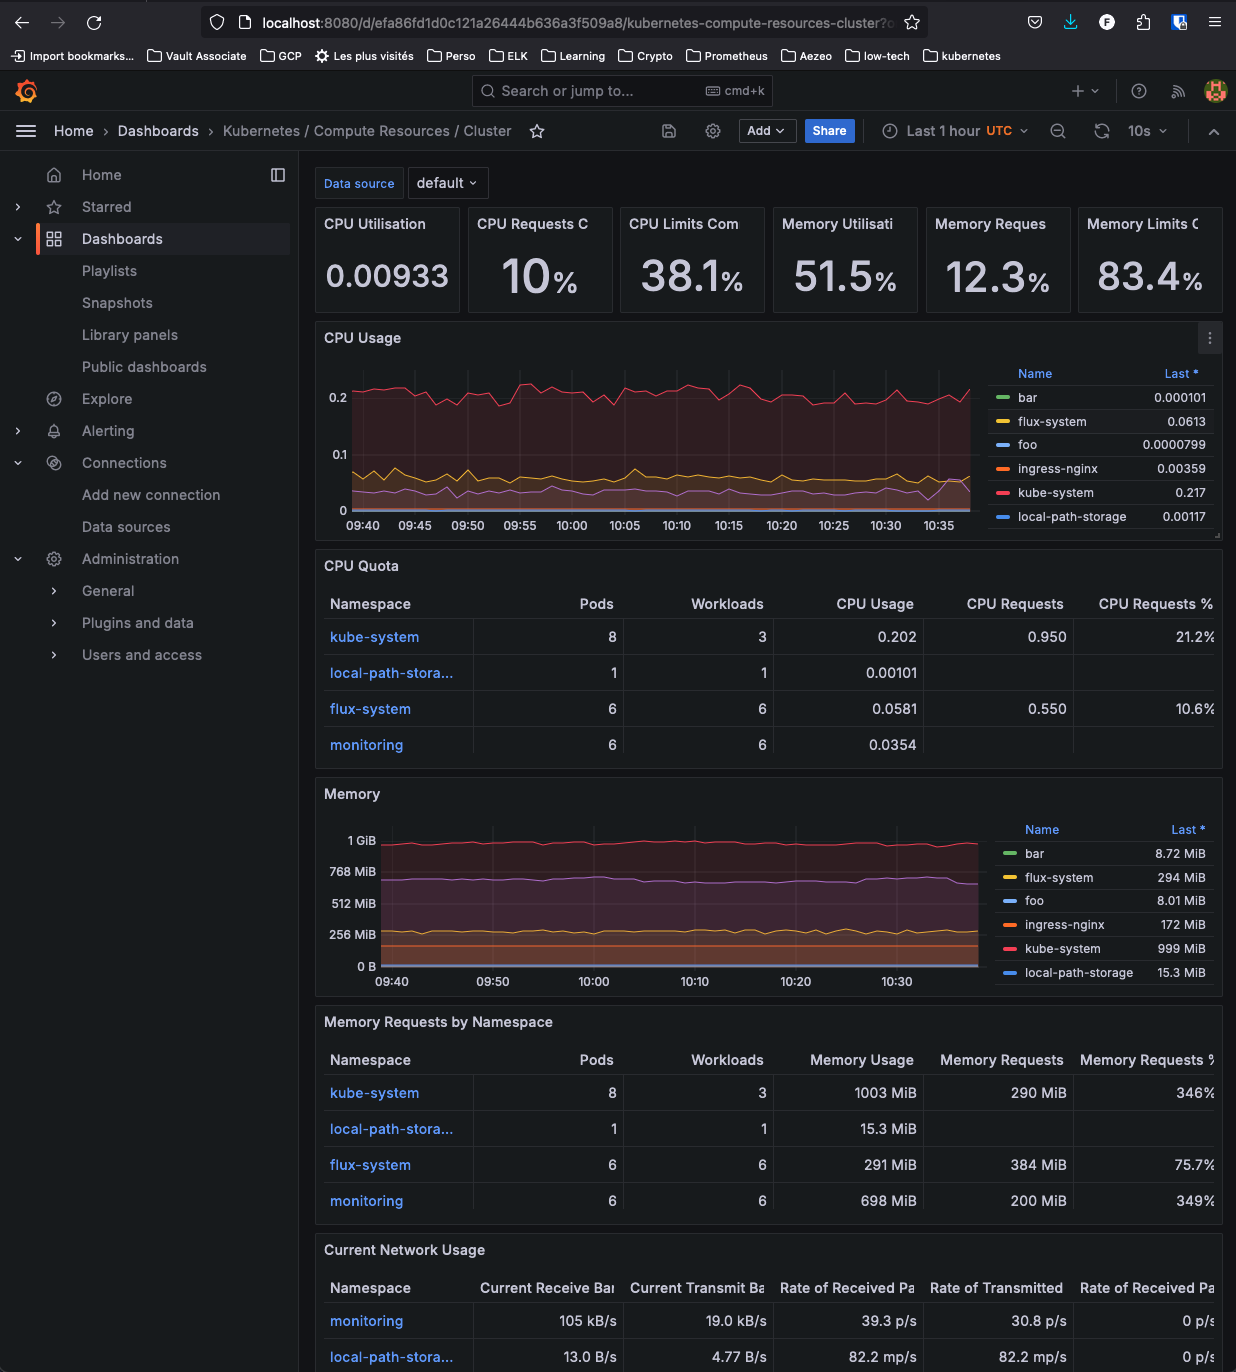 localhost:8080/d/efa86fd1d0c121a26444b636a3f509a8/kubernetes-compute-resources-cluster?o
F
Import bookmarks... Vault Associate GCP Les plus visités Perso ELK Learning Crypto Prometheus Aezeo low-tech kubernetes
Search or jump to... cmd+k
Home › Dashboards › Kubernetes / Compute Resources / Cluster Add Share Last 1 hour UTC 10s
Home
Starred
Dashboards
Playlists
Snapshots
Library panels
Public dashboards
Explore
Alerting
Connections
Add new connection
Data sources
Administration
General
Plugins and data
Users and access
Data source default
CPU Utilisation
0.00933
CPU Requests C
10%
CPU Limits Com
38.1%
Memory Utilisati
51.5%
Memory Reques
12.3%
Memory Limits C
83.4%
CPU Usage
0.2
0.1
0
09:40 09:45 09:50 09:55 10:00 10:05 10:10 10:15 10:20 10:25 10:30 10:35
Name Last *
bar 0.000101
flux-system 0.0613
foo 0.0000799
ingress-nginx 0.00359
kube-system 0.217
local-path-storage 0.00117
CPU Quota
Namespace Pods Workloads CPU Usage CPU Requests CPU Requests %
kube-system 8 3 0.202 0.950 21.2%
local-path-stora... 1 1 0.00101
flux-system 6 6 0.0581 0.550 10.6%
monitoring 6 6 0.0354
Memory
1 GiB
768 MiB
512 MiB
256 MiB
0 B
09:40 09:50 10:00 10:10 10:20 10:30
Name Last *
bar 8.72 MiB
flux-system 294 MiB
foo 8.01 MiB
ingress-nginx 172 MiB
kube-system 999 MiB
local-path-storage 15.3 MiB
Memory Requests by Namespace
Namespace Pods Workloads Memory Usage Memory Requests Memory Requests %
kube-system 8 3 1003 MiB 290 MiB 346%
local-path-stora... 1 1 15.3 MiB
flux-system 6 6 291 MiB 384 MiB 75.7%
monitoring 6 6 698 MiB 200 MiB 349%
Current Network Usage
Namespace Current Receive Bar Current Transmit Ba Rate of Received Pa Rate of Transmitted Rate of Received Pa
monitoring 105 kB/s 19.0 kB/s 39.3 p/s 30.8 p/s 0 p/s
local-path-stora... 13.0 B/s 4.77 B/s 82.2 mp/s 82.2 mp/s 0 p/s